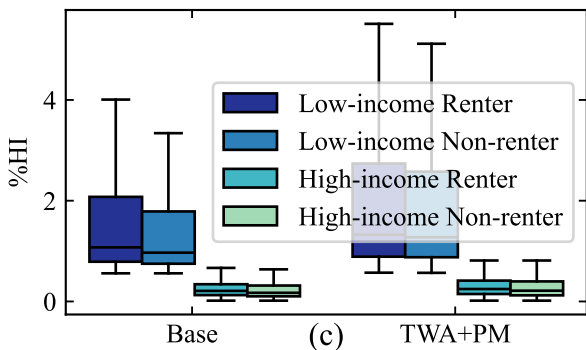 %HI
4
2
0
Low-income Renter
Low-income Non-renter
High-income Renter
High-income Non-renter
Base
(c)
TWA+PM